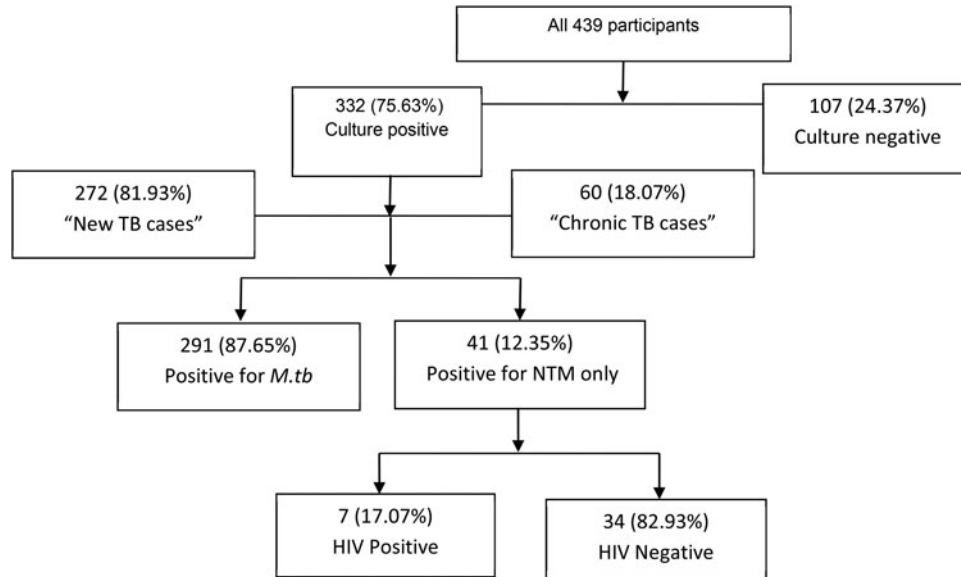 All 439 participants
332 (75.63%)
Culture positive
107 (24.37%)
Culture negative
272 (81.93%)
“New TB cases”
60 (18.07%)
“Chronic TB cases”
291 (87.65%)
Positive for M.tb
41 (12.35%)
Positive for NTM only
7 (17.07%)
HIV Positive
34 (82.93%)
HIV Negative